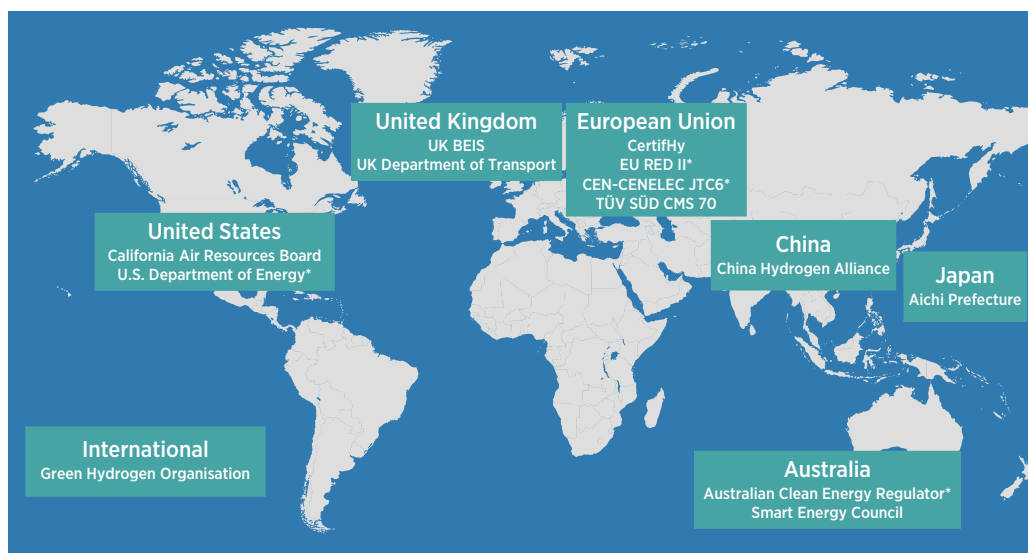 United Kingdom
UK BEIS
UK Department of Transport
European Union
CertifHy
EU RED II*
CEN-CENELEC JTC6*
TÜV SÜD CMS 70
United States
California Air Resources Board
U.S. Department of Energy*
China
China Hydrogen Alliance
Japan
Aichi Prefecture
International
Green Hydrogen Organisation
Australia
Australian Clean Energy Regulator*
Smart Energy Council